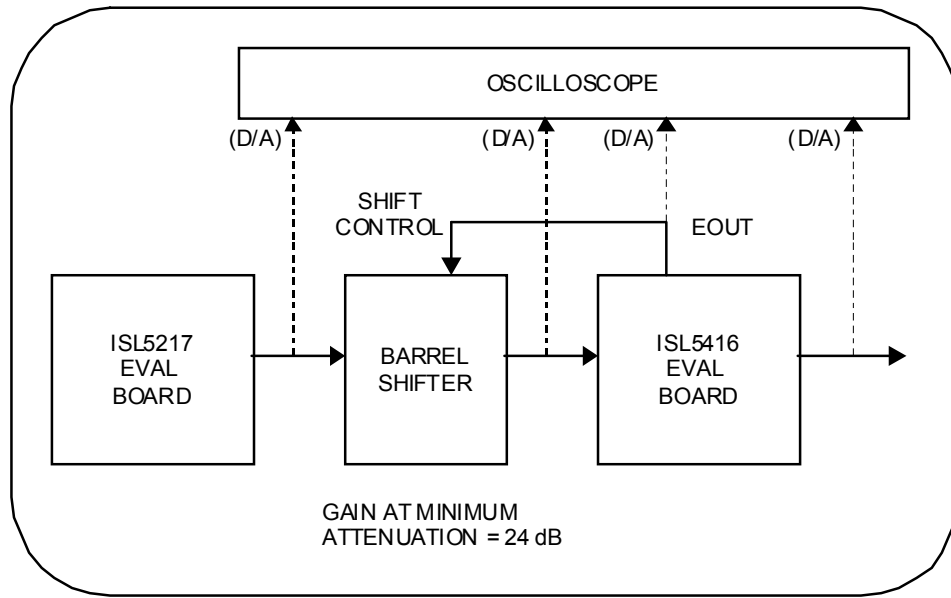 OSCILLOSCOPE
(D/A) (D/A) (D/A) (D/A)
SHIFT
CONTROL
EOUT
ISL5217
EVAL
BOARD
BARREL
SHIFTER
ISL5416
EVAL
BOARD
GAIN AT MINIMUM
ATTENUATION = 24 dB